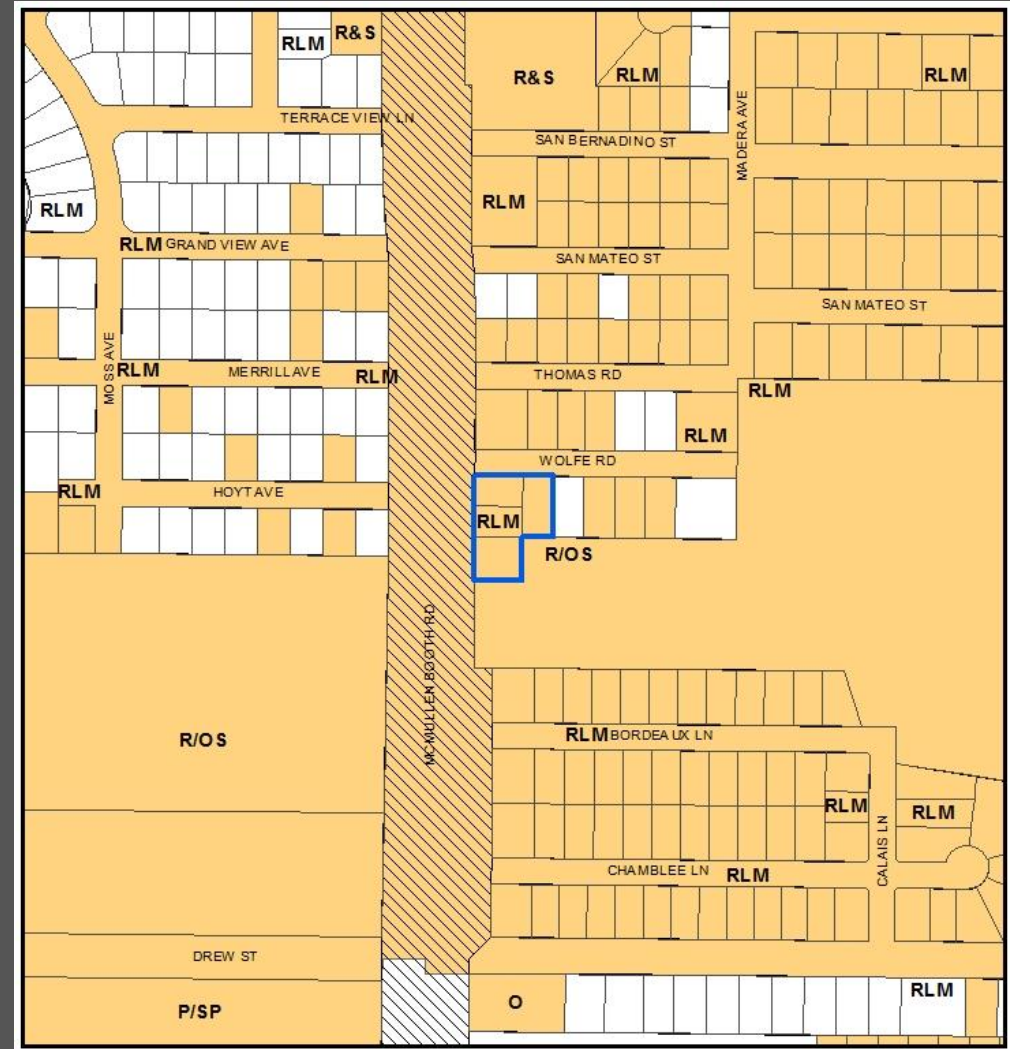 R&S
RLM
R&S
RLM
RLM
TERRACE VIEW LN
SAN BERNADINO ST
MADERA AVE
RLM
RLM
RLM GRAND VIEW AVE
SAN MATEO ST
SAN MATEO ST
MOSS AVE
RLM
MERRILL AVE
RLM
THOMAS RD
RLM
RLM
WOLFE RD
RLM
HOYT AVE
RLM
R/OS
MCMULLEN BOOTH RD
R/OS
RLM BORDEAUX LN
RLM
RLM
CALAIS LN
CHAMBLEE LN
RLM
DREW ST
P/SP
O
RLM